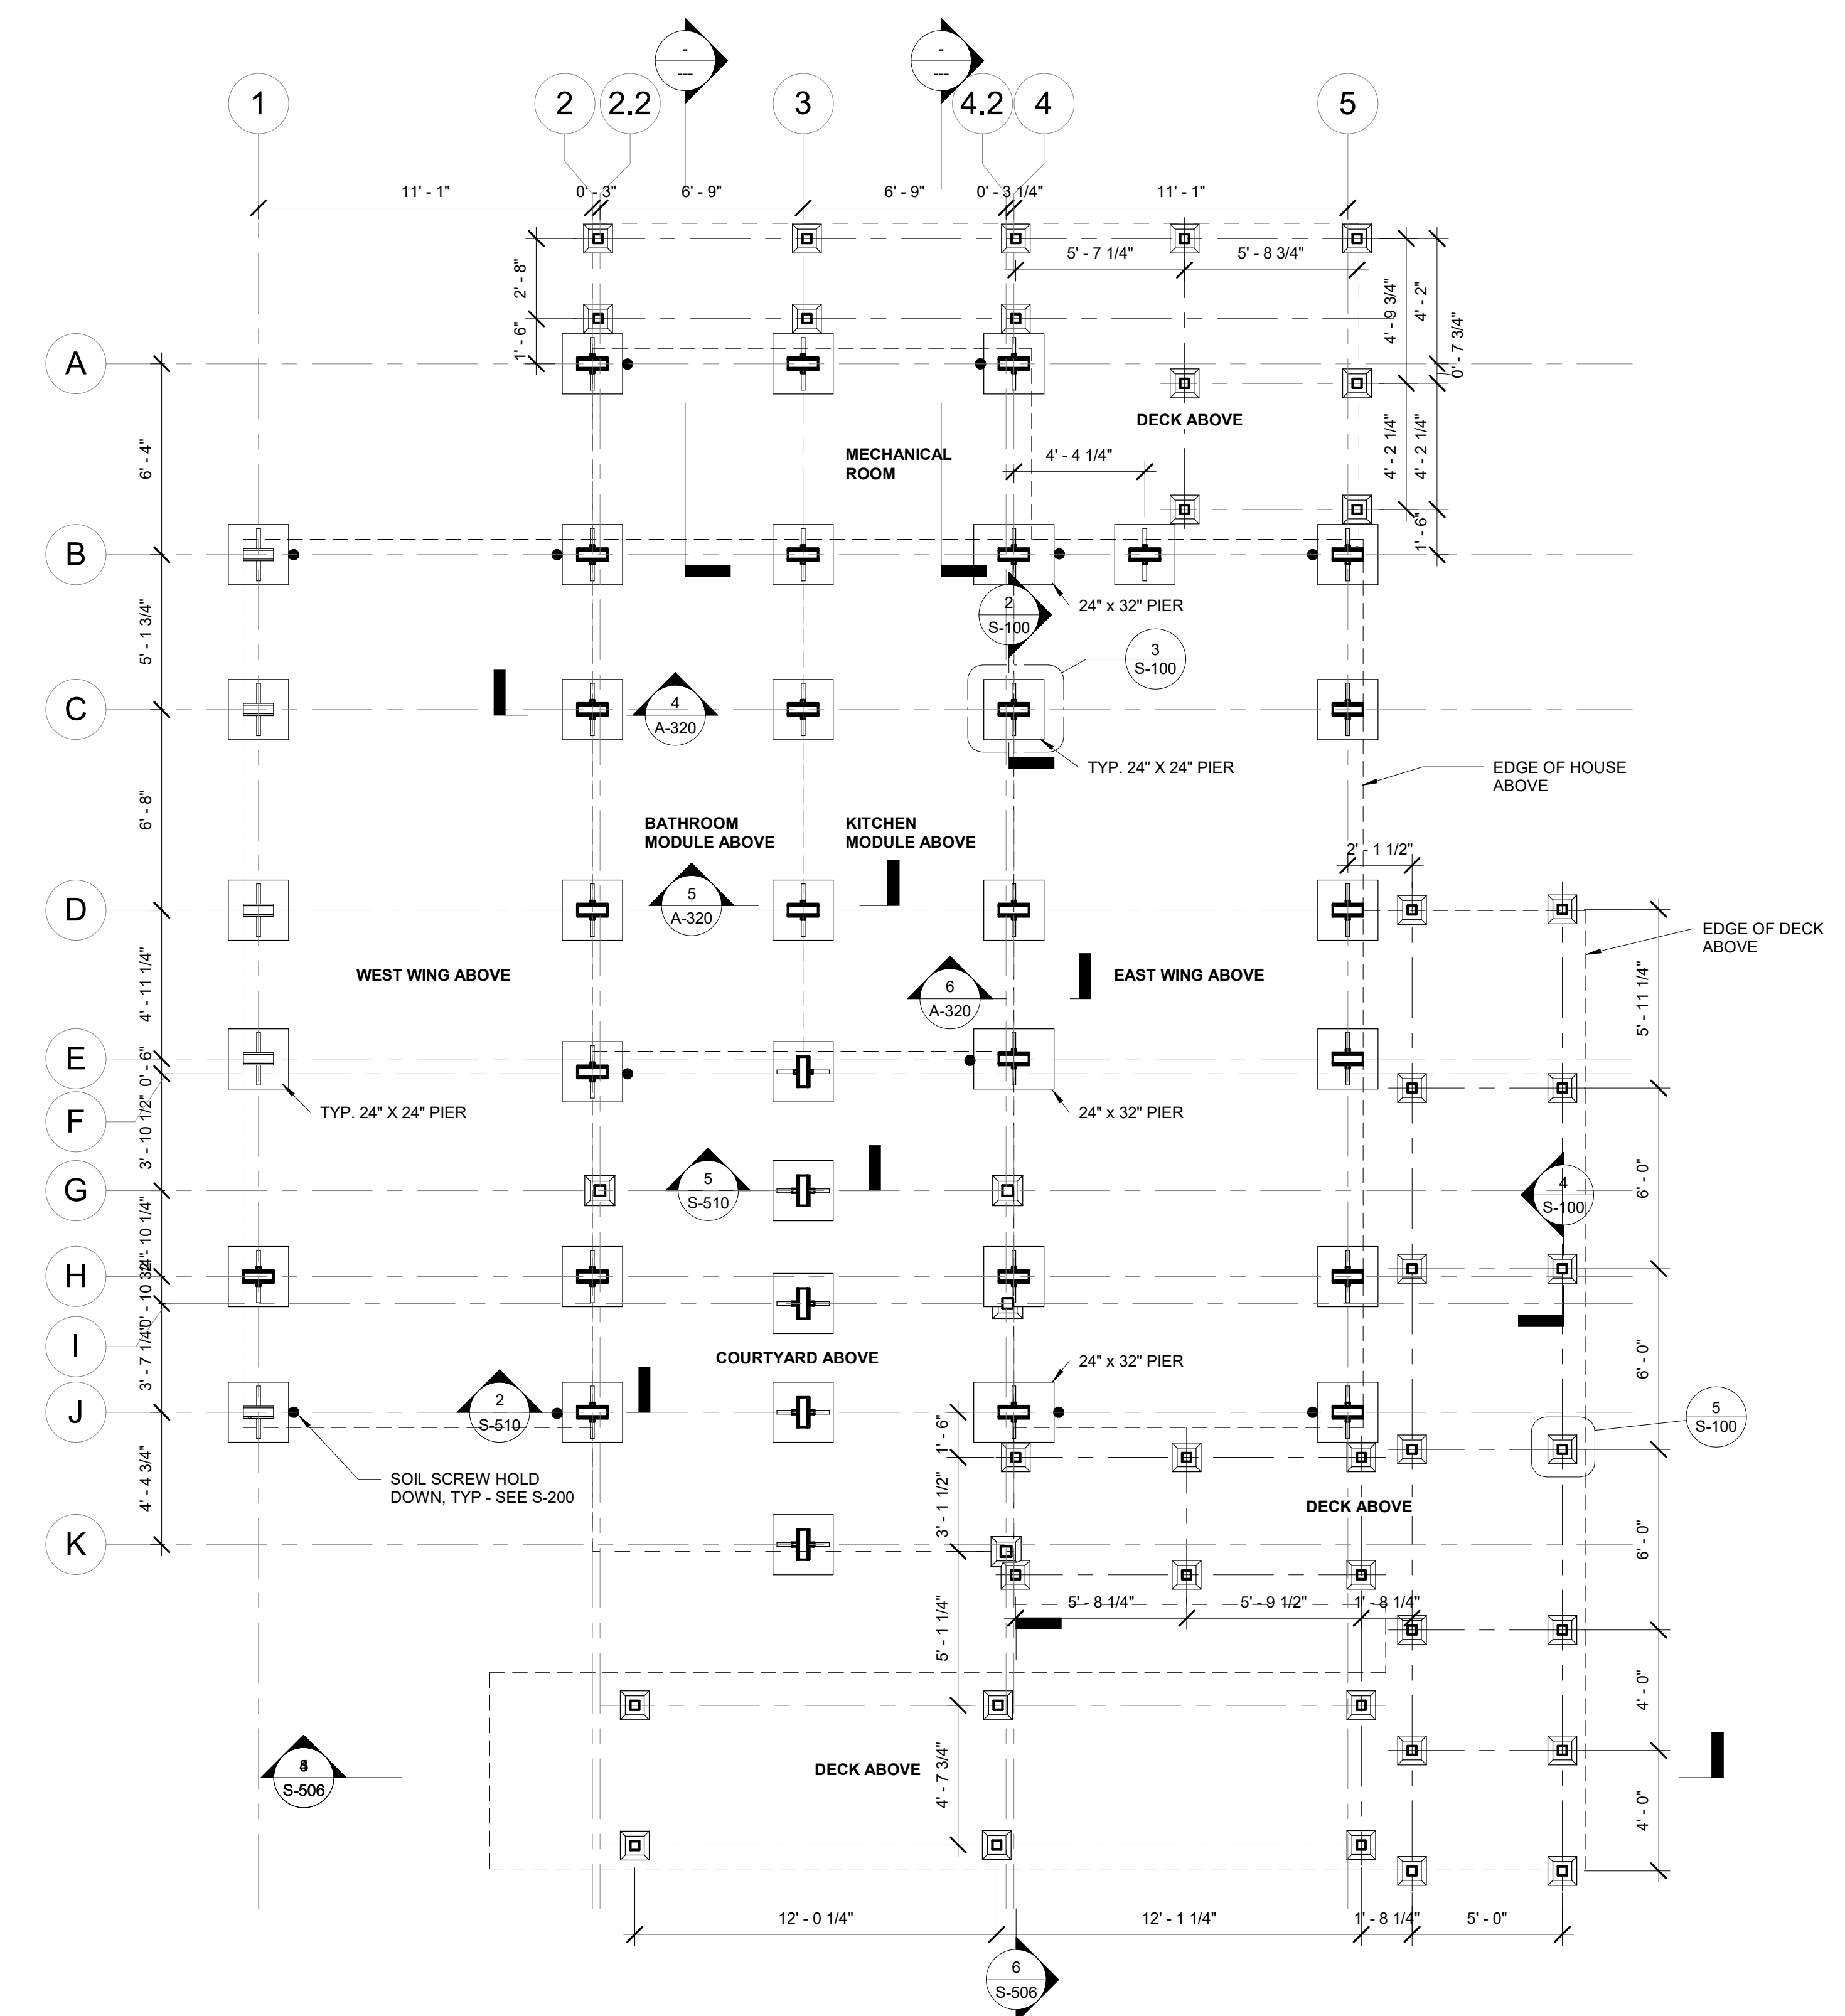 -
---
-
---
1
2
2.2
3
4.2
4
5
11' - 1"
0' - 3"
6' - 9"
6' - 9"
0' - 3 1/4"
11' - 1"
5' - 7 1/4"
5' - 8 3/4"
2' - 8"
1' - 6"
4' - 9 3/4"
4' - 2"
0' - 7 3/4"
A
DECK ABOVE
6' - 4"
MECHANICAL
ROOM
4' - 4 1/4"
4' - 2 1/4"
4' - 2 1/4"
1' - 6"
B
2
S-100
24" x 32" PIER
5' - 1 3/4"
3
S-100
C
4
A-320
TYP. 24" X 24" PIER
EDGE OF HOUSE
ABOVE
6' - 8"
BATHROOM
MODULE ABOVE
KITCHEN
MODULE ABOVE
2' - 1 1/2"
D
5
A-320
EDGE OF DECK
ABOVE
WEST WING ABOVE
EAST WING ABOVE
4' - 11 1/4"
6
A-320
5' - 11 1/4"
E
0' - 6"
F
TYP. 24" X 24" PIER
24" x 32" PIER
3' - 10 1/2"
G
5
S-510
4
S-100
6' - 0"
2' - 10 1/4"
H
I
3' - 7 1/4"
COURTYARD ABOVE
24" x 32" PIER
6' - 0"
J
2
S-510
5
S-100
1' - 6"
SOIL SCREW HOLD
DOWN, TYP - SEE S-200
4' - 4 3/4"
3' - 1 1/2"
DECK ABOVE
K
6' - 0"
5' - 8 1/4"
5' - 9 1/2"
1' - 8 1/4"
5' - 1 1/4"
4' - 0"
S-506
DECK ABOVE
4' - 7 3/4"
4' - 0"
12' - 0 1/4"
12' - 1 1/4"
1' - 8 1/4"
5' - 0"
6
S-506